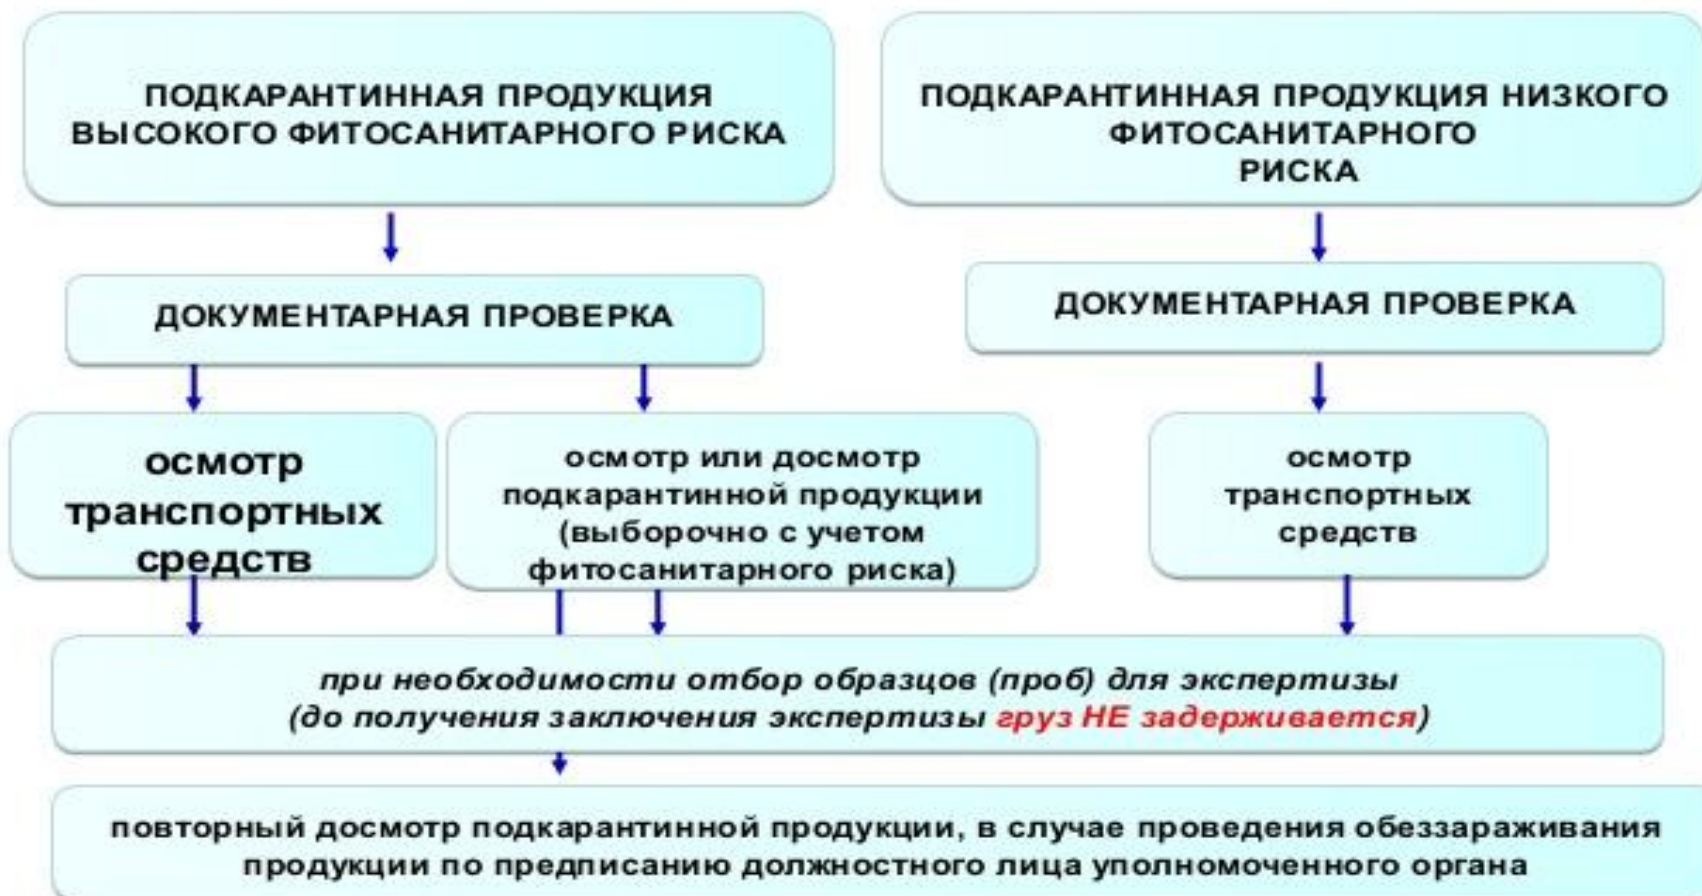 ПОДКАРАНТИННАЯ ПРОДУКЦИЯ
ВЫСОКОГО ФИТОСАНИТАРНОГО РИСКА
ПОДКАРАНТИННАЯ ПРОДУКЦИЯ НИЗКОГО
ФИТОСАНИТАРНОГО
РИСКА
ДОКУМЕНТАРНАЯ ПРОВЕРКА
ДОКУМЕНТАРНАЯ ПРОВЕРКА
осмотр
транспортных
средств
осмотр или досмотр
подкарантинной продукции
(выборочно с учетом
фитосанитарного риска)
осмотр
транспортных
средств
при необходимости отбор образцов (проб) для экспертизы
(до получения заключения экспертизы груз НЕ задерживается)
повторный досмотр подкарантинной продукции, в случае проведения обеззараживания
продукции по предписанию должностного лица уполномоченного органа